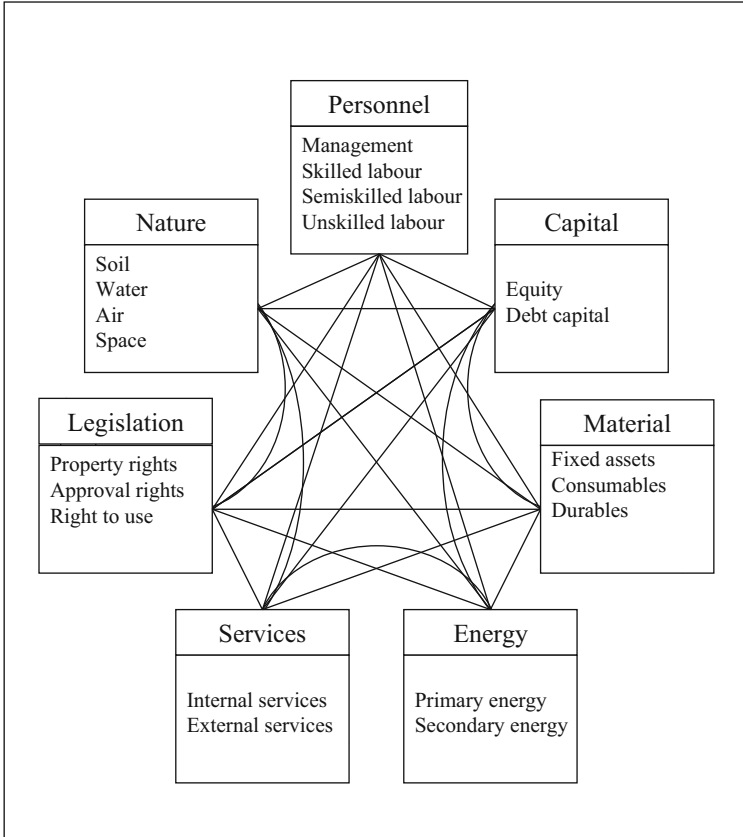 Personnel
Management
Skilled labour
Semiskilled labour
Unskilled labour
Nature
Soil
Water
Air
Space
Capital
Equity
Debt capital
Legislation
Property rights
Approval rights
Right to use
Material
Fixed assets
Consumables
Durables
Services
Internal services
External services
Energy
Primary energy
Secondary energy